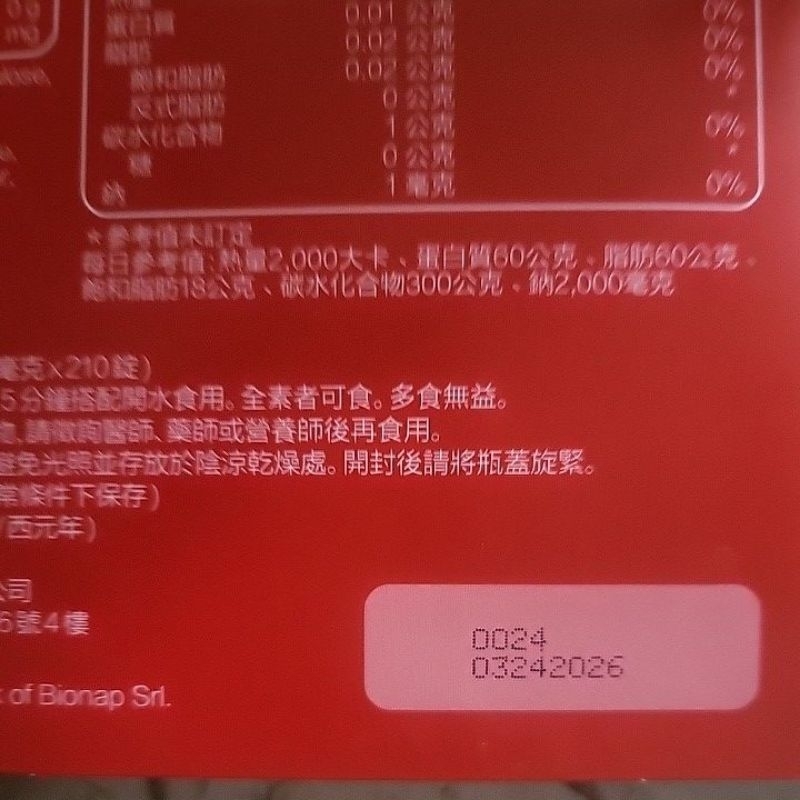 0 g
mg
蛋白質 0.01 公克 0%
脂肪 0.02 公克 0%
飽和脂肪 0.02 公克 0%
反式脂肪 0 公克 *
碳水化合物 1 公克 0%
糖 0 公克 *
鈉 1 毫克 0%
*參考值未訂定
每日參考值:熱量2,000大卡、蛋白質60公克、脂肪60公克、
飽和脂肪18公克、碳水化合物300公克、鈉2,000毫克
毫克×210錠)
5分鐘搭配開水食用。全素者可食。多食無益。
請徵詢醫師、藥師或營養師後再食用。
避免光照並存放於陰涼乾燥處。開封後請將瓶蓋旋緊。
常條件下保存)
/西元年)
公司
6號4樓
of Bionap Srl.
0024
03242026